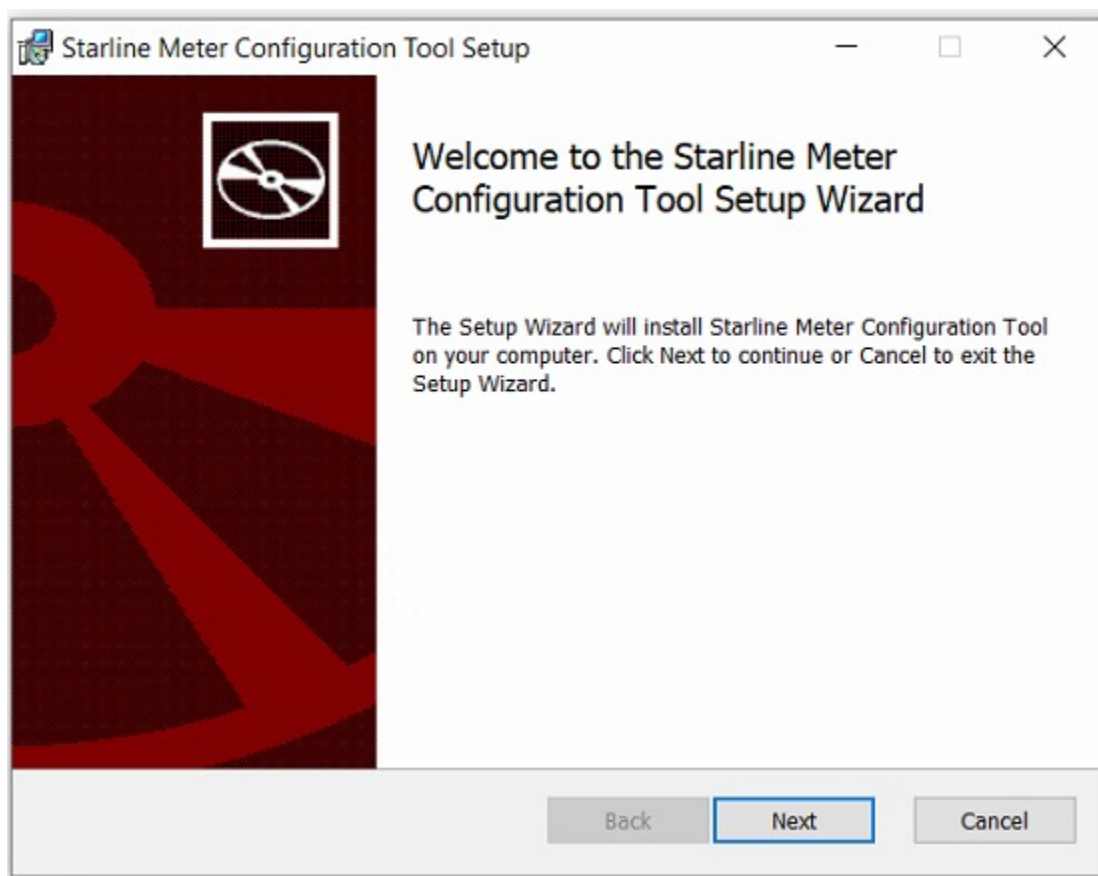 Starline Meter Configuration Tool Setup
Welcome to the Starline Meter
Configuration Tool Setup Wizard
The Setup Wizard will install Starline Meter Configuration Tool
on your computer. Click Next to continue or Cancel to exit the
Setup Wizard.
Back Next Cancel